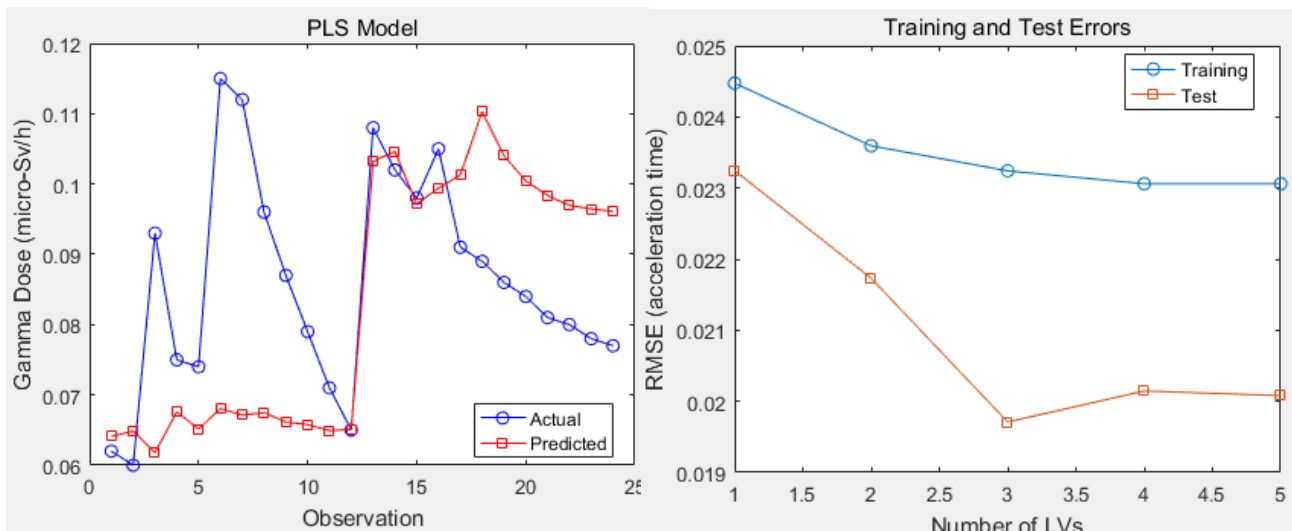 PLS Model
0.12
0.11
0.1
0.09
0.08
0.07
0.06
Gamma Dose (micro-Sv/h)
Actual
Predicted
0 5 10 15 20 25
Observation
Training and Test Errors
0.025
0.024
0.023
0.022
0.021
0.02
0.019
RMSE (acceleration time)
Training
Test
1 1.5 2 2.5 3 3.5 4 4.5 5
Number of LVs